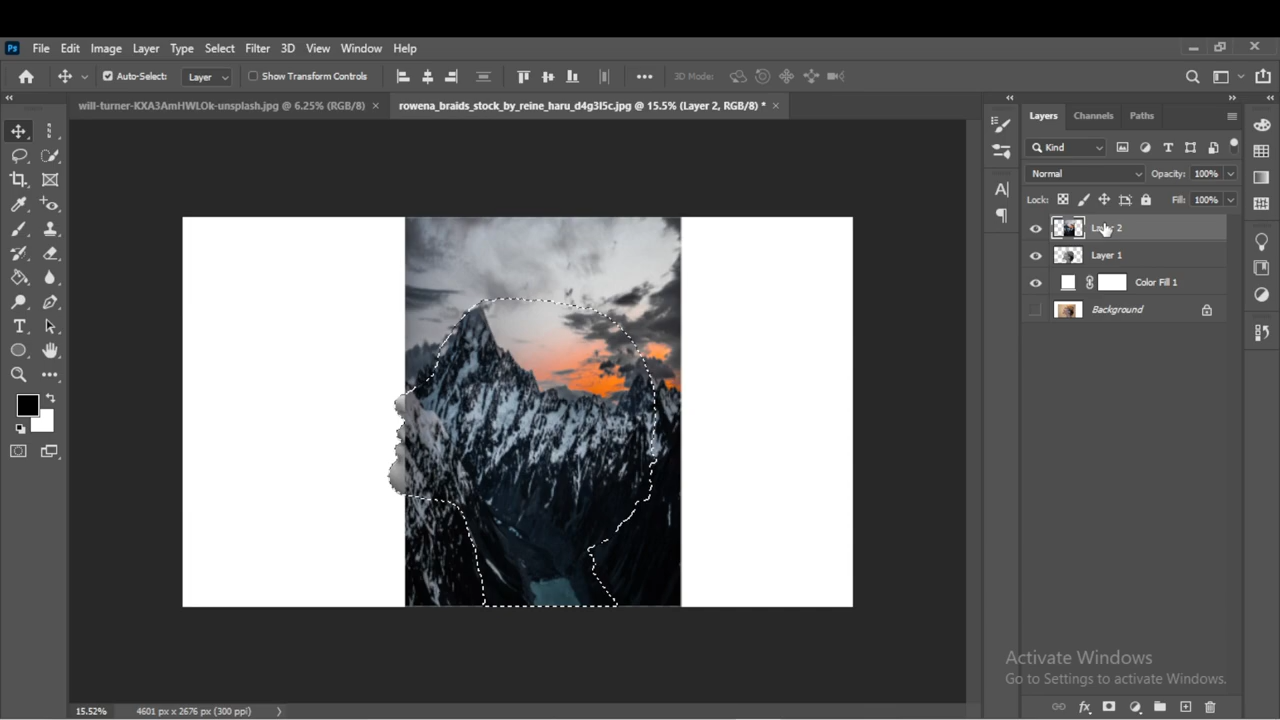 Ps File Edit Image Layer Type Select Filter 3D View Window Help
Auto-Select: Layer Show Transform Controls 3D Mode:
will-turner-KXA3AmHWLOk-unsplash.jpg @ 6.25% (RGB/8) × rowena_braids_stock_by_reine_haru_d4g3l5c.jpg @ 15.5% (Layer 2, RGB/8) * ×
Layers Channels Paths
Kind
Normal Opacity: 100%
Lock: Fill: 100%
Layer 2
Layer 1
Color Fill 1
Background
Activate Windows
Go to Settings to activate Windows.
15.52% 4601 px x 2676 px (300 ppi)